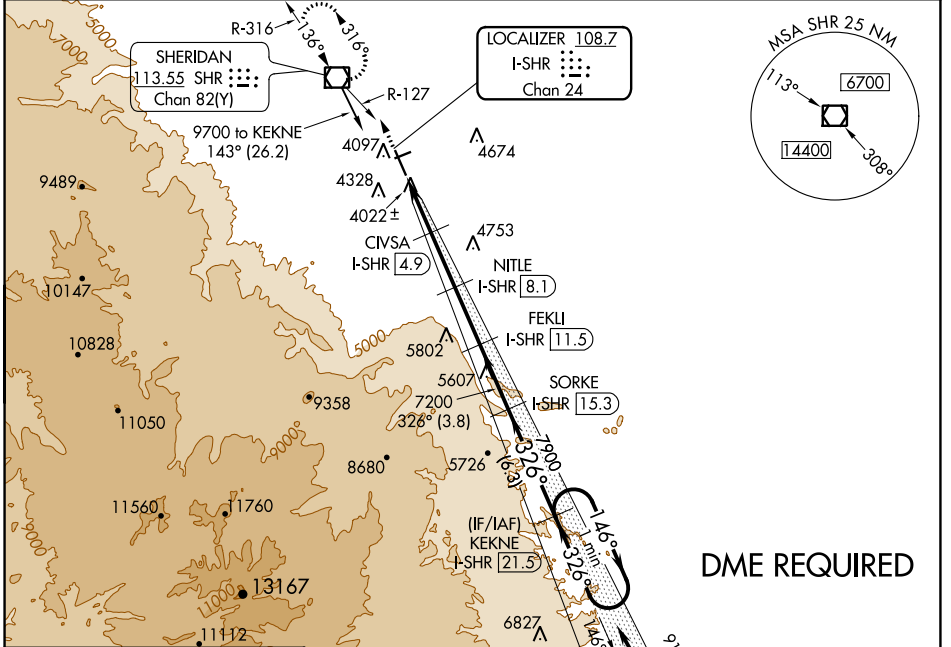 5000
7000
R-316
136°
316°
SHERIDAN
113.55 SHR
Chan 82(Y)
R-127
9700 to KEKNE
143° (26.2)
LOCALIZER 108.7
I-SHR
Chan 24
MSA SHR 25 NM
113°
6700
14400
308°
4097
4674
9489
4328
4022 ±
CIVSA
I-SHR 4.9
4753
NITLE
I-SHR 8.1
10147
FEKLI
I-SHR 11.5
5000
10828
5802
5607
SORKE
I-SHR 15.3
7200
326° (3.8)
9358
11050
9000
8680
5726
326°
7900
(6.3)
11560
11760
(IF/IAF)
KEKNE
I-SHR 21.5
146°
1 min
326°
DME REQUIRED
11000
13167
11112
6827
146°